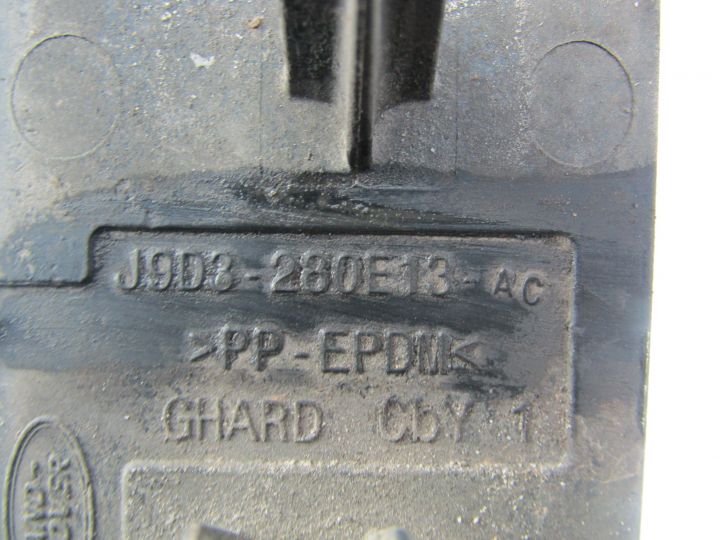 J9D3-280E13-AC
>PP-EPDM<
GHARD CbY 1